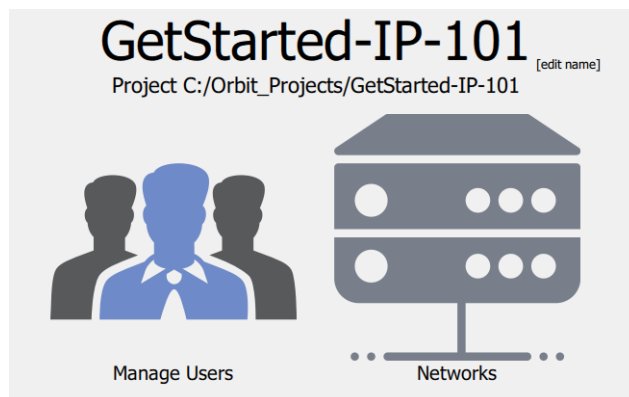 GetStarted-IP-101
[edit name]
Project C:/Orbit_Projects/GetStarted-IP-101
Manage Users
Networks